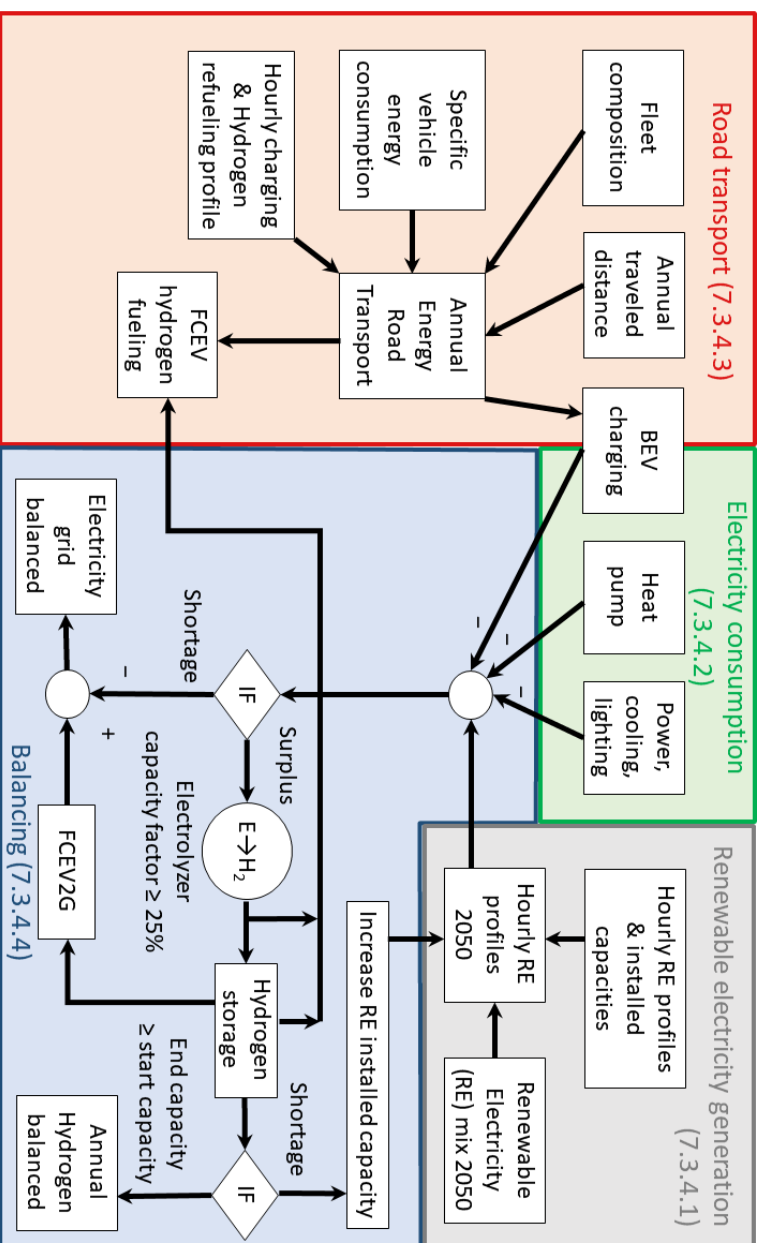 Road transport (7.3.4.3)
Fleet
composition
Annual
traveled
distance
BEV
charging
Specific
vehicle
energy
consumption
Annual
Energy
Road
Transport
Hourly charging
& Hydrogen
refueling profile
FCEV
hydrogen
fueling
Electricity consumption
(7.3.4.2)
Heat
pump
Power,
cooling,
lighting
Renewable electricity generation
(7.3.4.1)
Hourly RE profiles
& installed
capacities
Hourly RE
profiles
2050
Renewable
Electricity
(RE) mix 2050
–
–
–
Increase RE installed capacity
IF
Surplus
E→H₂
Hydrogen
storage
Shortage
IF
Shortage
–
Electrolyzer
capacity factor ≥ 25%
End capacity
≥ start capacity
+
Electricity
grid
balanced
FCEV2G
Annual
Hydrogen
balanced
Balancing (7.3.4.4)